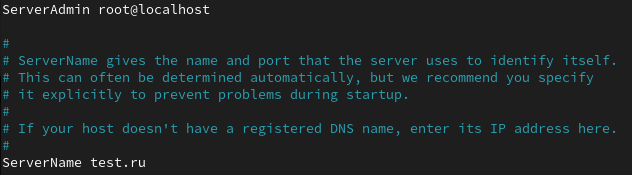 ServerAdmin root@localhost
#
# ServerName gives the name and port that the server uses to identify itself.
# This can often be determined automatically, but we recommend you specify
# it explicitly to prevent problems during startup.
#
# If your host doesn't have a registered DNS name, enter its IP address here.
#
ServerName test.ru